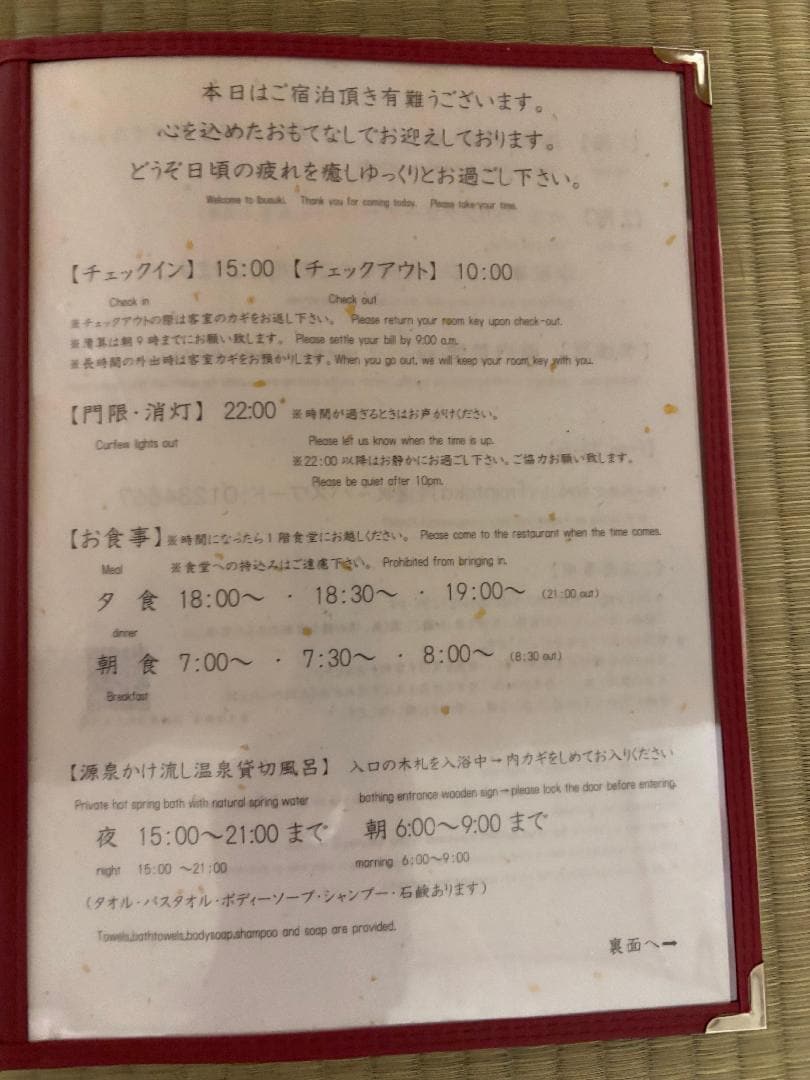 本日はご宿泊頂き有難うございます。
心を込めたおもてなしでお迎えしております。
どうぞ日頃の疲れを癒しゆっくりとお過ごし下さい。
Welcome to Ibusuki. Thank you for coming today. Please take your time.
【チェックイン】 15:00 【チェックアウト】 10:00
Check in Check out
※チェックアウトの際は客室のカギをお返し下さい。 Please return your room key upon check-out.
※清算は朝9時までにお願い致します。 Please settle your bill by 9:00 a.m.
※長時間の外出時は客室カギをお預かりします。When you go out, we will keep your room key with you.
【門限・消灯】 22:00 ※時間が過ぎるときはお声がけください。
Curfew lights out Please let us know when the time is up.
※22:00以降はお静かにお過ごし下さい。ご協力お願い致します。
Please be quiet after 10pm.
【お食事】※時間になったら1階食堂にお越しください。 Please come to the restaurant when the time comes.
Meal ※食堂への持込みはご遠慮下さい。 Prohibited from bringing in.
夕 食 18:00～ ・ 18:30～ ・ 19:00～ (21:00 out)
dinner
朝 食 7:00～ ・ 7:30～ ・ 8:00～ (8:30 out)
Breakfast
【源泉かけ流し温泉貸切風呂】 入口の木札を入浴中→内カギをしめてお入りください
Private hot spring bath with natural spring water bathing entrance wooden sign→please lock the door before entering.
夜 15:00～21:00まで 朝 6:00～9:00まで
night 15:00 ～21:00 morning 6:00～9:00
(タオル・バスタオル・ボディーソープ・シャンプー・石鹸あります)
Towels,bathtowels,bodysoap,shampoo and soap are provided.
裏面へ→